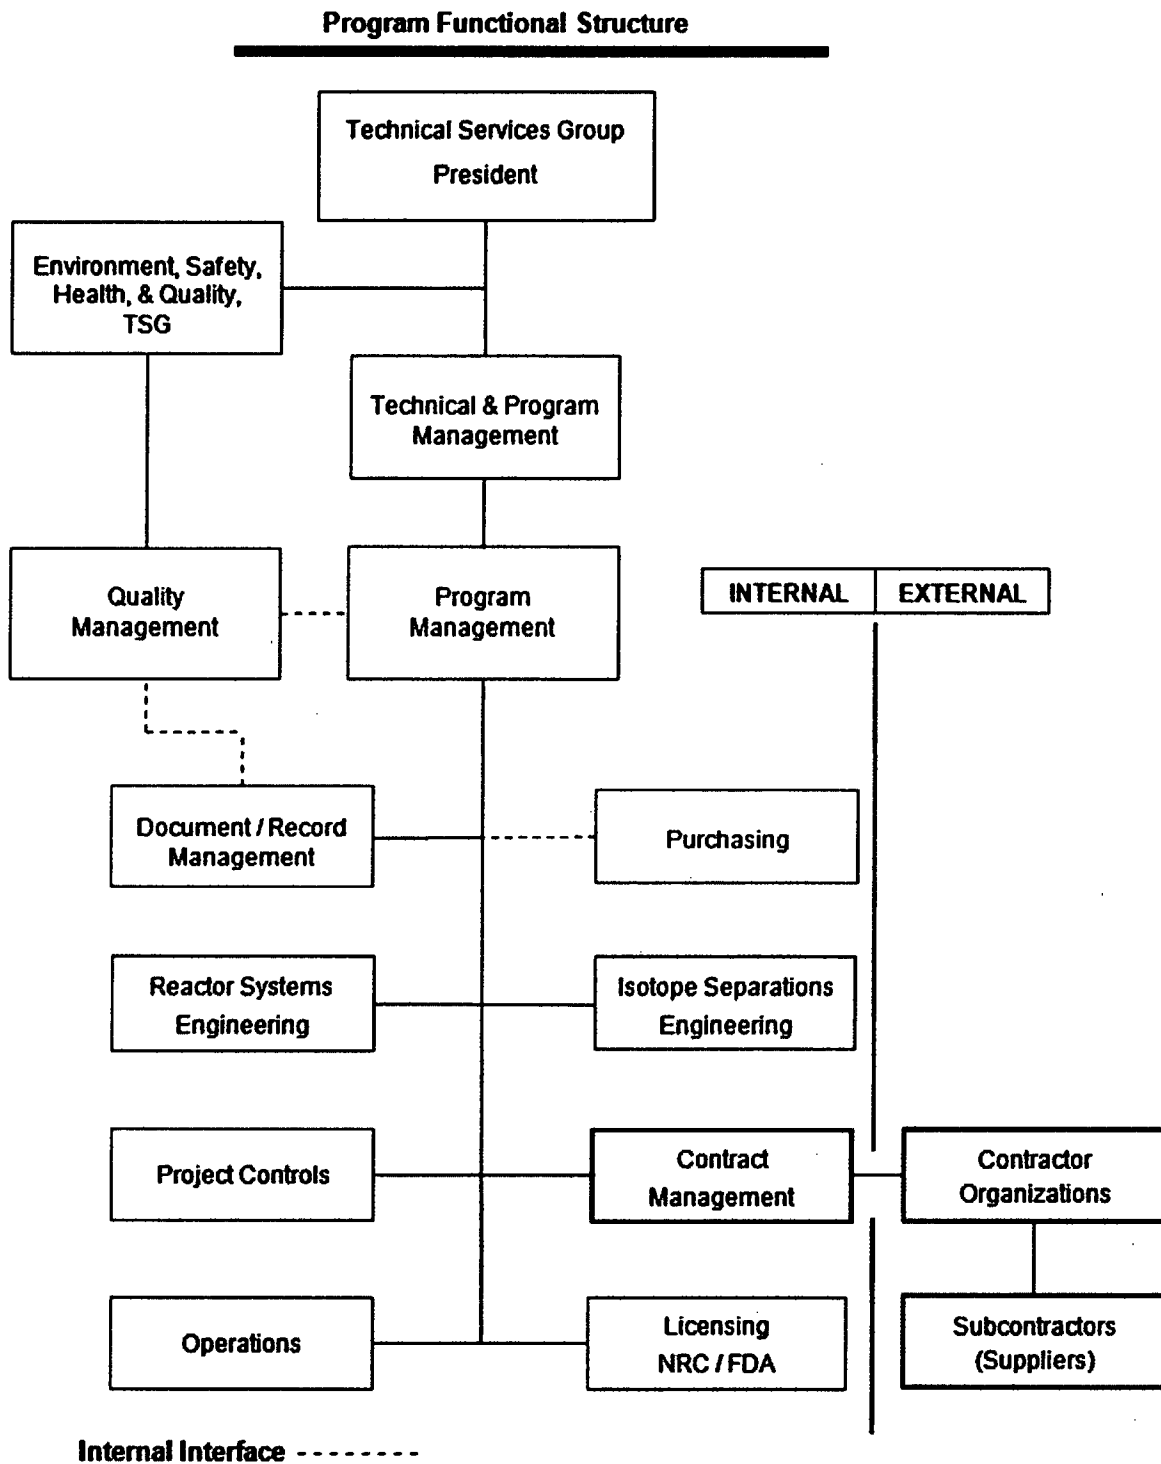 Program Functional Structure
Technical Services Group
President
Environment, Safety,
Health, & Quality,
TSG
Technical & Program
Management
Quality
Management
Program
Management
INTERNAL EXTERNAL
Document / Record
Management
Purchasing
Reactor Systems
Engineering
Isotope Separations
Engineering
Project Controls
Contract
Management
Contractor
Organizations
Operations
Licensing
NRC / FDA
Subcontractors
(Suppliers)
Internal Interface